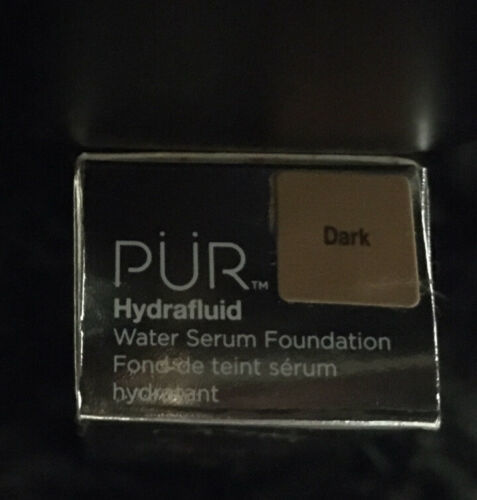 Dark
PÜR™
Hydrafluid
Water Serum Foundation
Fond de teint sérum
hydratant